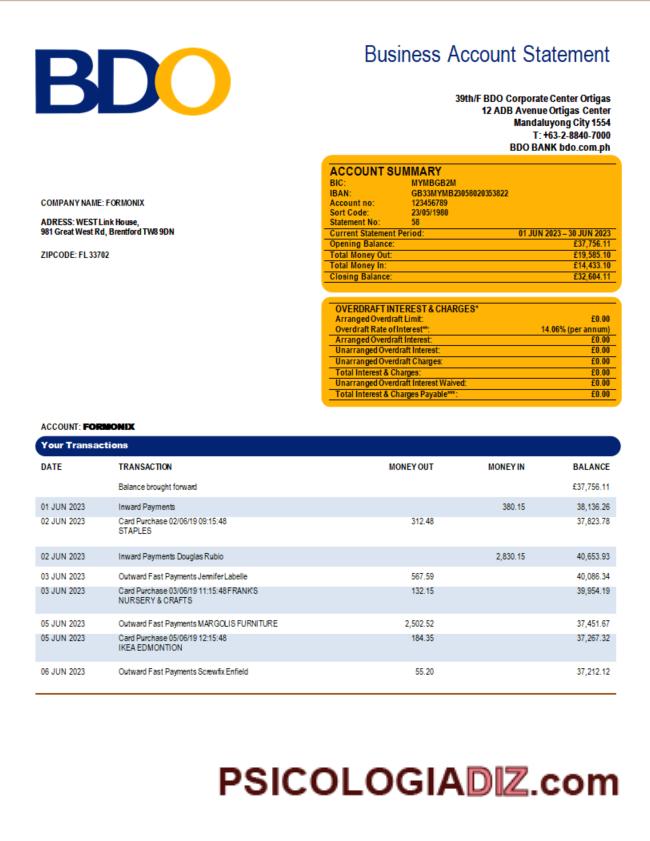 BDO
Business Account Statement
39th/F BDO Corporate Center Ortigas
12 ADB Avenue Ortigas Center
Mandaluyong City 1554
T: +63-2-8840-7000
BDO BANK bdo.com.ph
ACCOUNT SUMMARY
BIC: MYMBGB2M
IBAN: GB33MYMB23058020353822
Account no: 123456789
Sort Code: 23/05/1980
Statement No: 58
Current Statement Period: 01 JUN 2023 – 30 JUN 2023
Opening Balance: £37,756.11
Total Money Out: £19,585.10
Total Money In: £14,433.10
Closing Balance: £32,604.11
COMPANY NAME: FORMONIX
ADRESS: WEST Link House,
981 Great West Rd, Brentford TW8 9DN
ZIPCODE: FL 33702
OVERDRAFT INTEREST & CHARGES*
Arranged Overdraft Limit: £0.00
Overdraft Rate of Interest**: 14.06% (per annum)
Arranged Overdraft Interest: £0.00
Unarranged Overdraft Interest: £0.00
Unarranged Overdraft Charges: £0.00
Total Interest & Charges: £0.00
Unarranged Overdraft Interest Waived: £0.00
Total Interest & Charges Payable***: £0.00
ACCOUNT: FORMONIX
Your Transactions
DATE TRANSACTION MONEY OUT MONEY IN BALANCE
Balance brought forward £37,756.11
01 JUN 2023 Inward Payments 380.15 38,136.26
02 JUN 2023 Card Purchase 02/06/19 09:15:48 312.48 37,823.78
STAPLES
02 JUN 2023 Inward Payments Douglas Rubio 2,830.15 40,653.93
03 JUN 2023 Outward Fast Payments Jennifer Labelle 567.59 40,086.34
03 JUN 2023 Card Purchase 03/06/19 11:15:48 FRANK'S 132.15 39,954.19
NURSERY & CRAFTS
05 JUN 2023 Outward Fast Payments MARGOLIS FURNITURE 2,502.52 37,451.67
05 JUN 2023 Card Purchase 05/06/19 12:15:48 184.35 37,267.32
IKEA EDMONTION
06 JUN 2023 Outward Fast Payments Screwfix Enfield 55.20 37,212.12
PSICOLOGIADIZ.com